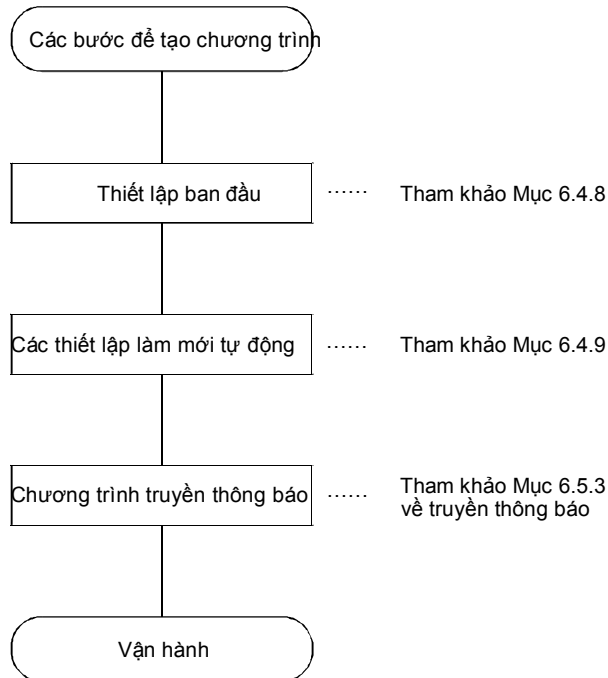 Các bước để tạo chương trình
Thiết lập ban đầu ...... Tham khảo Mục 6.4.8
Các thiết lập làm mới tự động ...... Tham khảo Mục 6.4.9
Chương trình truyền thông báo ...... Tham khảo Mục 6.5.3
về truyền thông báo
Vận hành